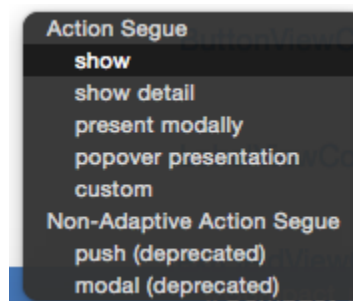 Action Segue
show
show detail
present modally
popover presentation
custom
Non-Adaptive Action Segue
push (deprecated)
modal (deprecated)